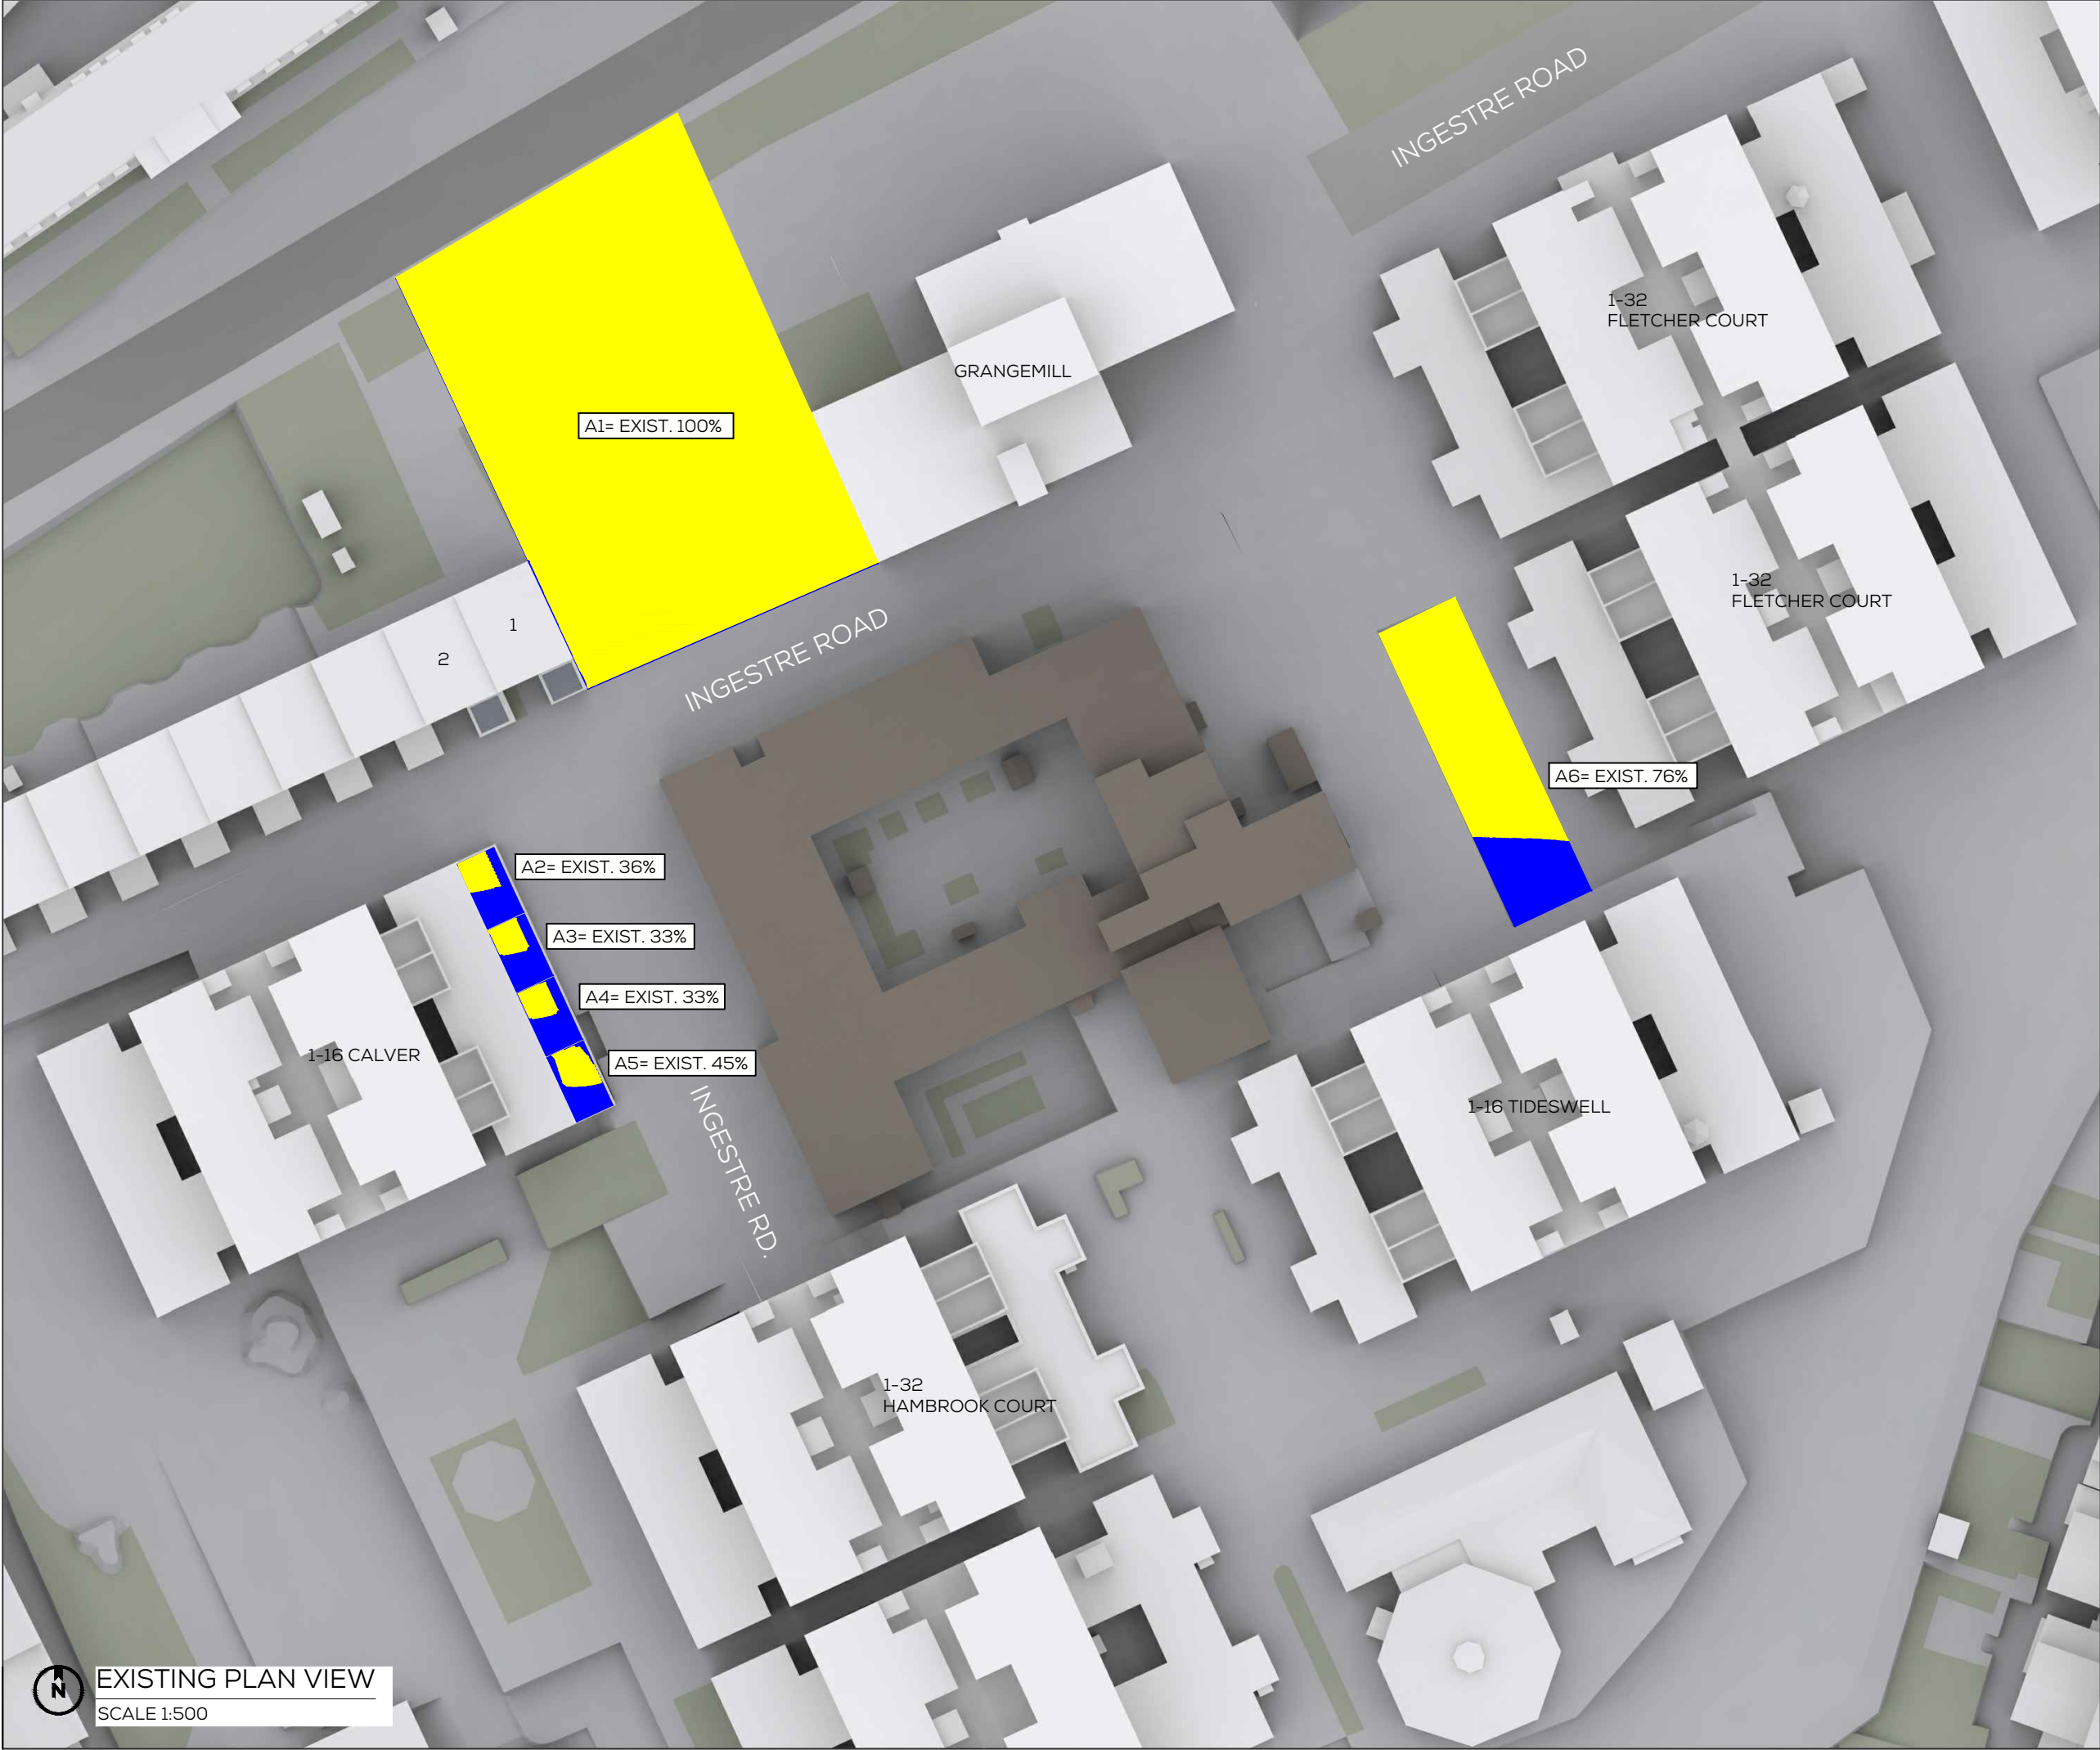 INGESTRE ROAD
1-32
FLETCHER COURT
GRANGEMILL
A1= EXIST. 100%
1-32
FLETCHER COURT
1
2
INGESTRE ROAD
A6= EXIST. 76%
A2= EXIST. 36%
A3= EXIST. 33%
A4= EXIST. 33%
1-16 CALVER
A5= EXIST. 45%
INGESTRE RD.
1-16 TIDESWELL
1-32
HAMBROOK COURT
N
EXISTING PLAN VIEW
SCALE 1:500